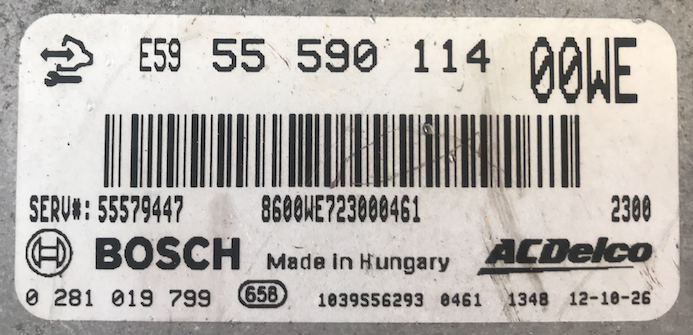 E59 55 590 114 00WE
SERV#: 55579447 8600WE723000461 2300
BOSCH Made in Hungary ACDelco
0 281 019 799 658 1039S56293 0461 1348 12-10-26